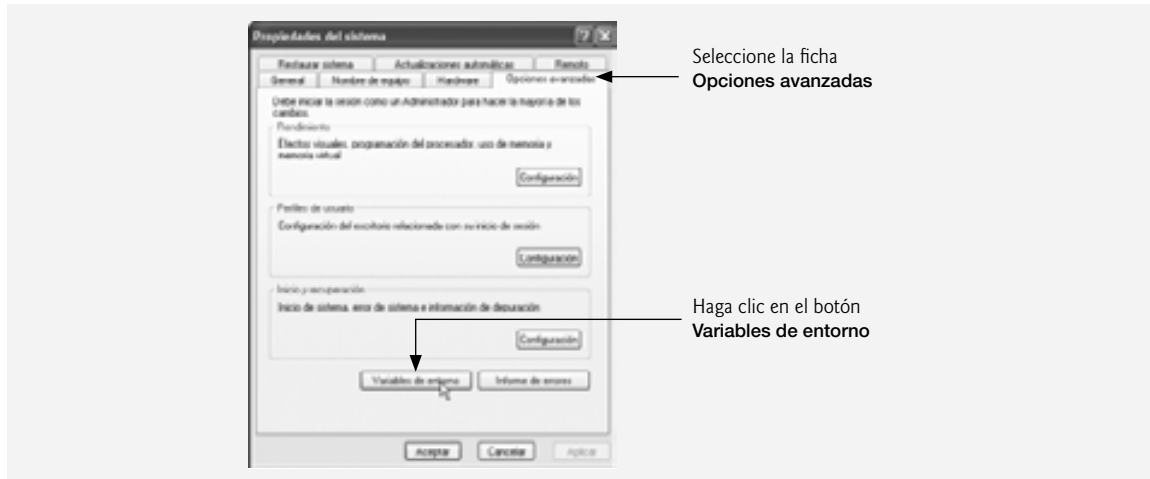 Propiedades del sistema
Restaurar sistema
Actualizaciones automáticas
Remoto
General
Nombre de equipo
Hardware
Opciones avanzadas
Debe iniciar la sesión como un Administrador para hacer la mayoría de los
cambios.
Rendimiento
Efectos visuales, programación del procesador, uso de memoria y
memoria virtual
Configuración
Perfiles de usuario
Configuración del escritorio relacionada con su inicio de sesión
Configuración
Inicio y recuperación
Inicio de sistema, error de sistema e información de depuración
Configuración
Variables de entorno
Informe de errores
Aceptar
Cancelar
Aplicar
Seleccione la ficha
Opciones avanzadas
Haga clic en el botón
Variables de entorno